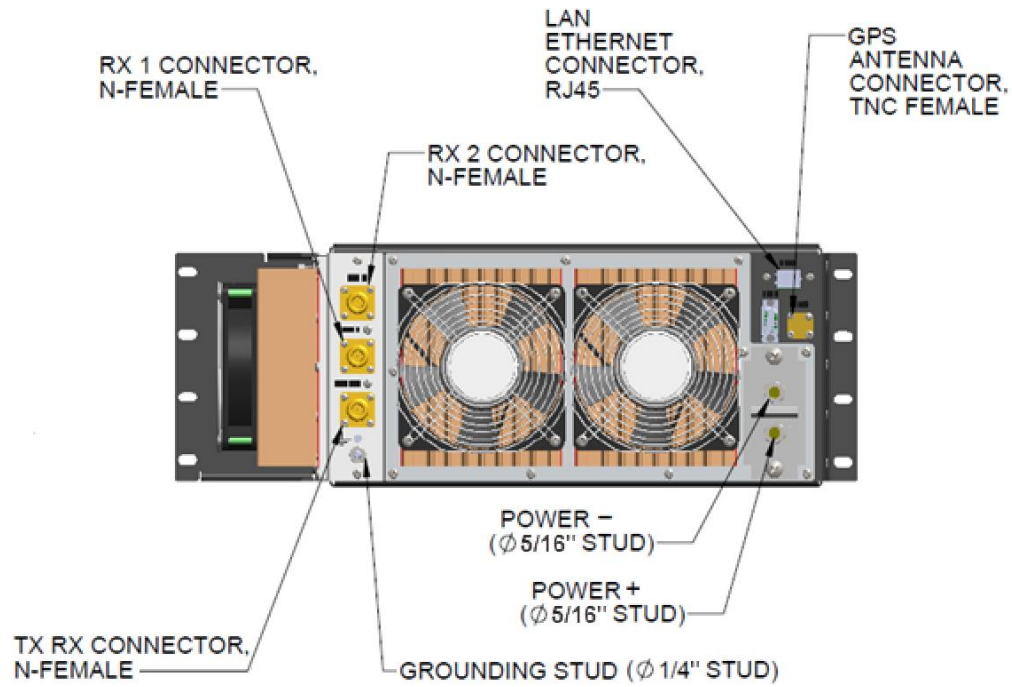 LAN
ETHERNET
CONNECTOR,
RJ45
GPS
ANTENNA
CONNECTOR,
TNC FEMALE
RX 1 CONNECTOR,
N-FEMALE
RX 2 CONNECTOR,
N-FEMALE
POWER −
(∅5/16" STUD)
POWER +
(∅5/16" STUD)
TX RX CONNECTOR,
N-FEMALE
GROUNDING STUD (∅1/4" STUD)